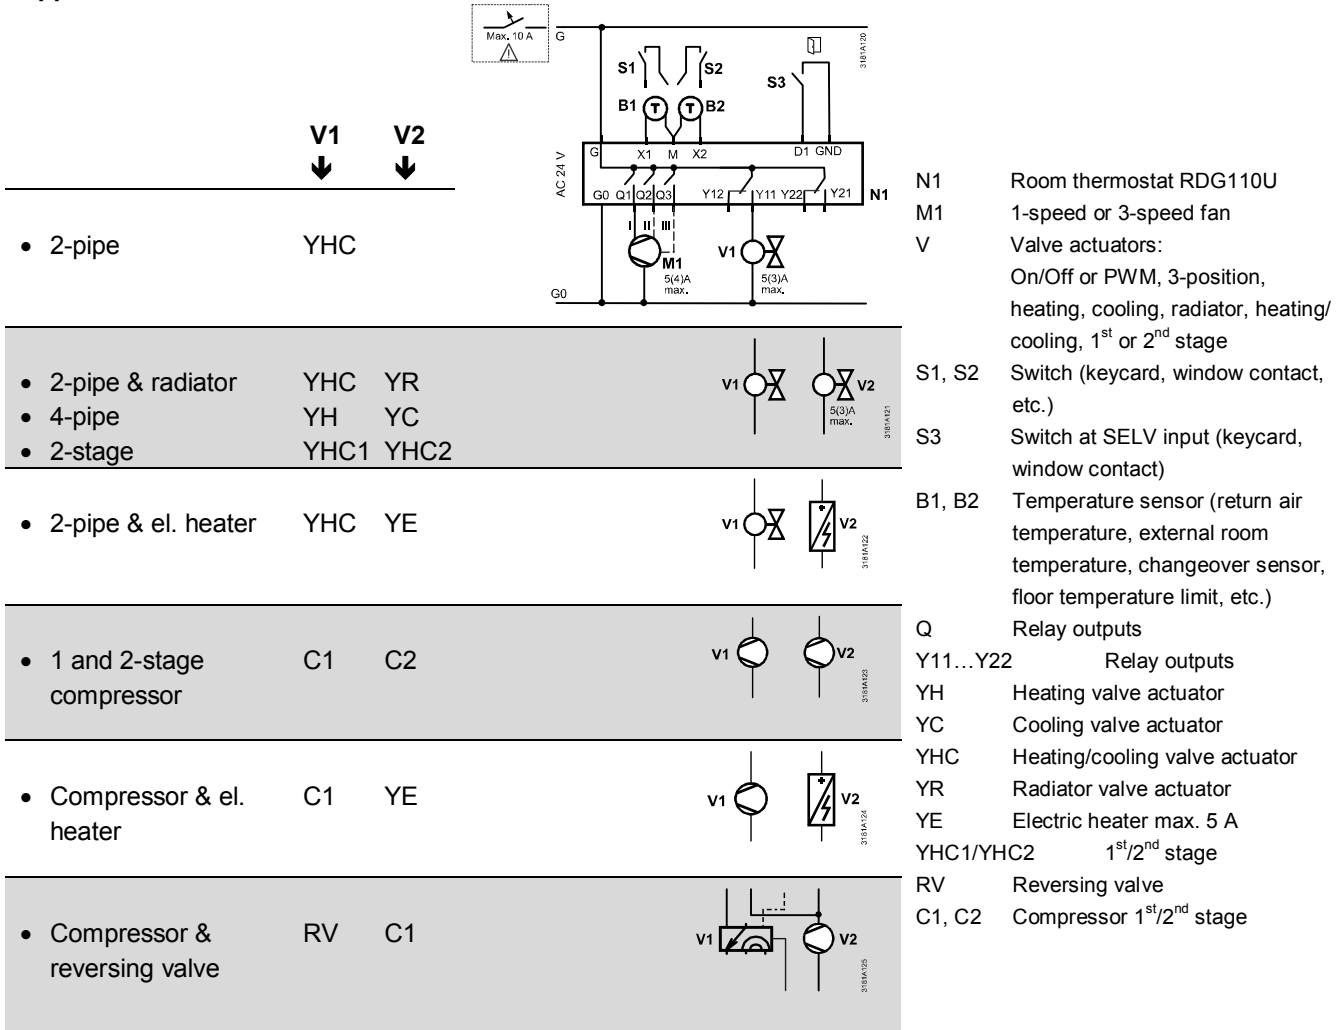 Max. 10 A
G
3181A120
S1
S2
S3
B1
T
T
B2
V1
V2
AC 24 V
G
X1
M
X2
D1
GND
G0
Q1
Q2
Q3
Y12
Y11
Y22
Y21
N1
I
II
III
• 2-pipe
YHC
M1
5(4)A
max.
V1
5(3)A
max.
G0
• 2-pipe & radiator
YHC
YR
• 4-pipe
YH
YC
• 2-stage
YHC1
YHC2
V1
V2
5(3)A
max.
3181A121
• 2-pipe & el. heater
YHC
YE
V1
V2
3181A122
• 1 and 2-stage
compressor
C1
C2
V1
V2
3181A123
• Compressor & el.
heater
C1
YE
V1
V2
3181A124
• Compressor &
reversing valve
RV
C1
V1
V2
3181A125
N1 Room thermostat RDG110U
M1 1-speed or 3-speed fan
V Valve actuators:
On/Off or PWM, 3-position,
heating, cooling, radiator, heating/
cooling, 1st or 2nd stage
S1, S2 Switch (keycard, window contact,
etc.)
S3 Switch at SELV input (keycard,
window contact)
B1, B2 Temperature sensor (return air
temperature, external room
temperature, changeover sensor,
floor temperature limit, etc.)
Q Relay outputs
Y11…Y22 Relay outputs
YH Heating valve actuator
YC Cooling valve actuator
YHC Heating/cooling valve actuator
YR Radiator valve actuator
YE Electric heater max. 5 A
YHC1/YHC2 1st/2nd stage
RV Reversing valve
C1, C2 Compressor 1st/2nd stage